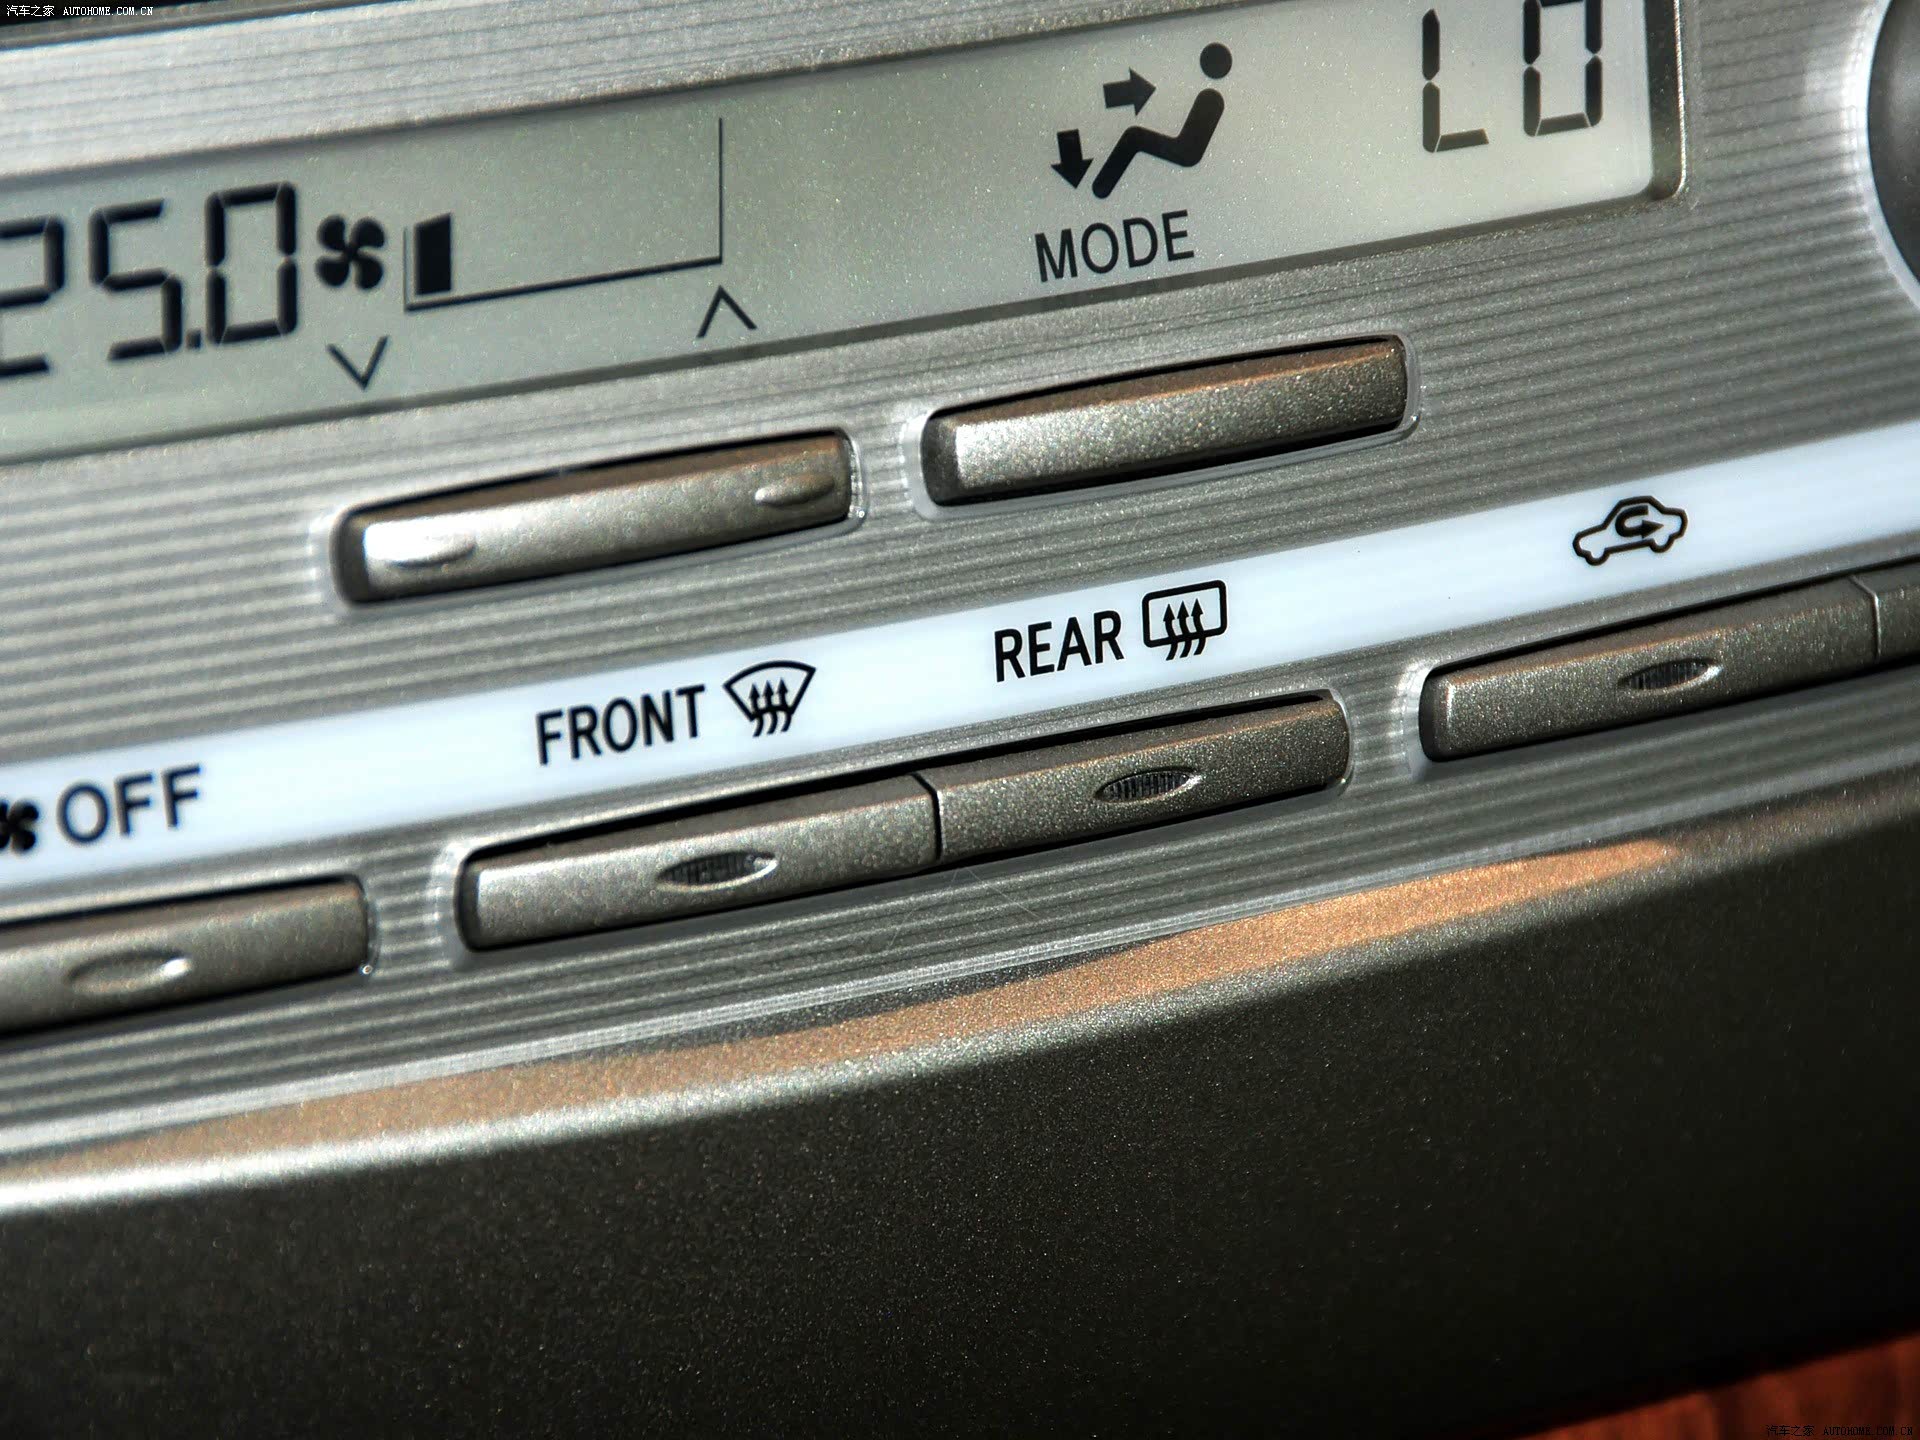 汽车之家 AUTOHOME.COM.CN
25.0
LO
MODE
REAR
FRONT
OFF
汽车之家 AUTOHOME.COM.CN